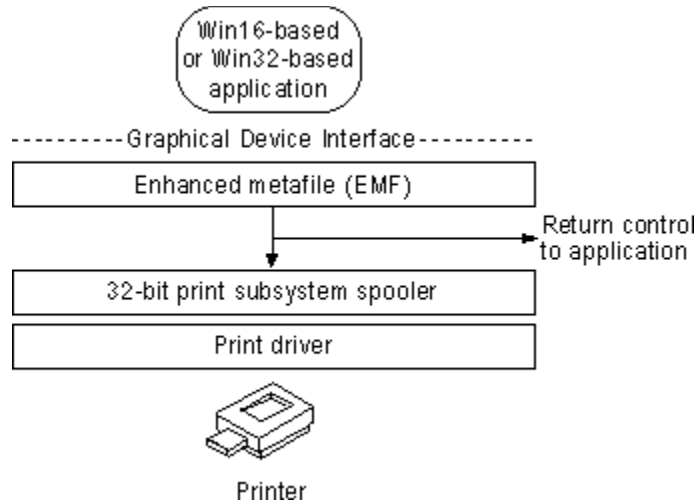 Win16-based
or Win32-based
application
Graphical Device Interface
Enhanced metafile (EMF)
Return control
to application
32-bit print subsystem spooler
Print driver
Printer